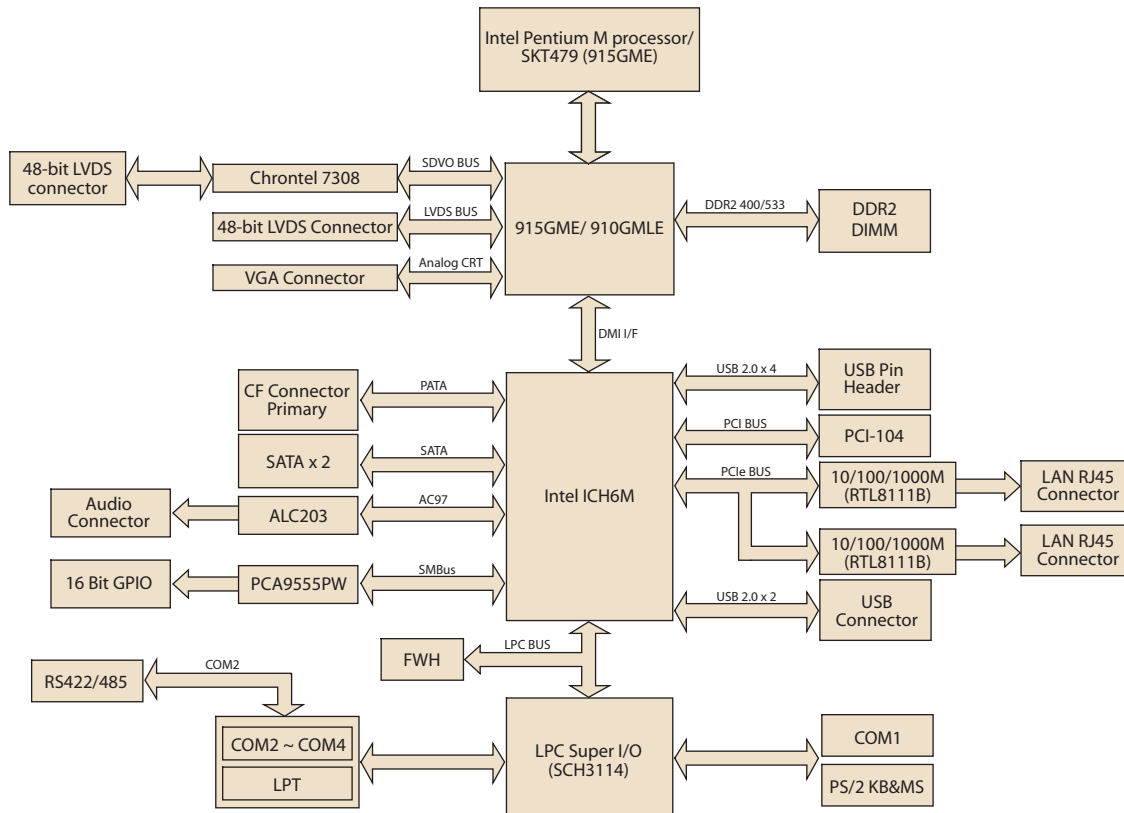 Intel Pentium M processor/
SKT479 (915GME)
48-bit LVDS
connector
Chrontel 7308
SDVO BUS
48-bit LVDS Connector
LVDS BUS
VGA Connector
Analog CRT
915GME/ 910GMLE
DDR2 400/533
DDR2
DIMM
DMI I/F
CF Connector
Primary
PATA
SATA x 2
SATA
Audio
Connector
ALC203
AC97
16 Bit GPIO
PCA9555PW
SMBus
Intel ICH6M
USB 2.0 x 4
USB Pin
Header
PCI BUS
PCI-104
PCIe BUS
10/100/1000M
(RTL8111B)
LAN RJ45
Connector
10/100/1000M
(RTL8111B)
LAN RJ45
Connector
USB 2.0 x 2
USB
Connector
FWH
LPC BUS
RS422/485
COM2
COM2 ~ COM4
LPT
LPC Super I/O
(SCH3114)
COM1
PS/2 KB&MS